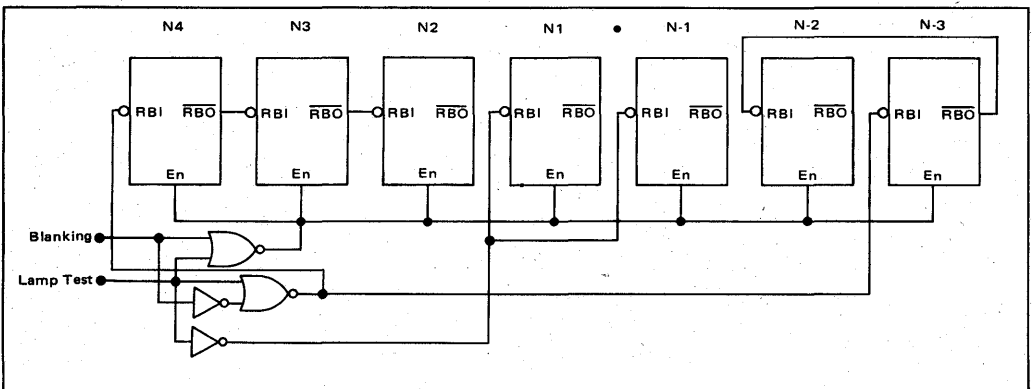 N4 N3 N2 N1 • N-1 N-2 N-3
RBI RBO RBI RBO RBI RBO RBI RBO RBI RBO RBI RBO RBI RBO
En En En En En En En
Blanking
Lamp Test